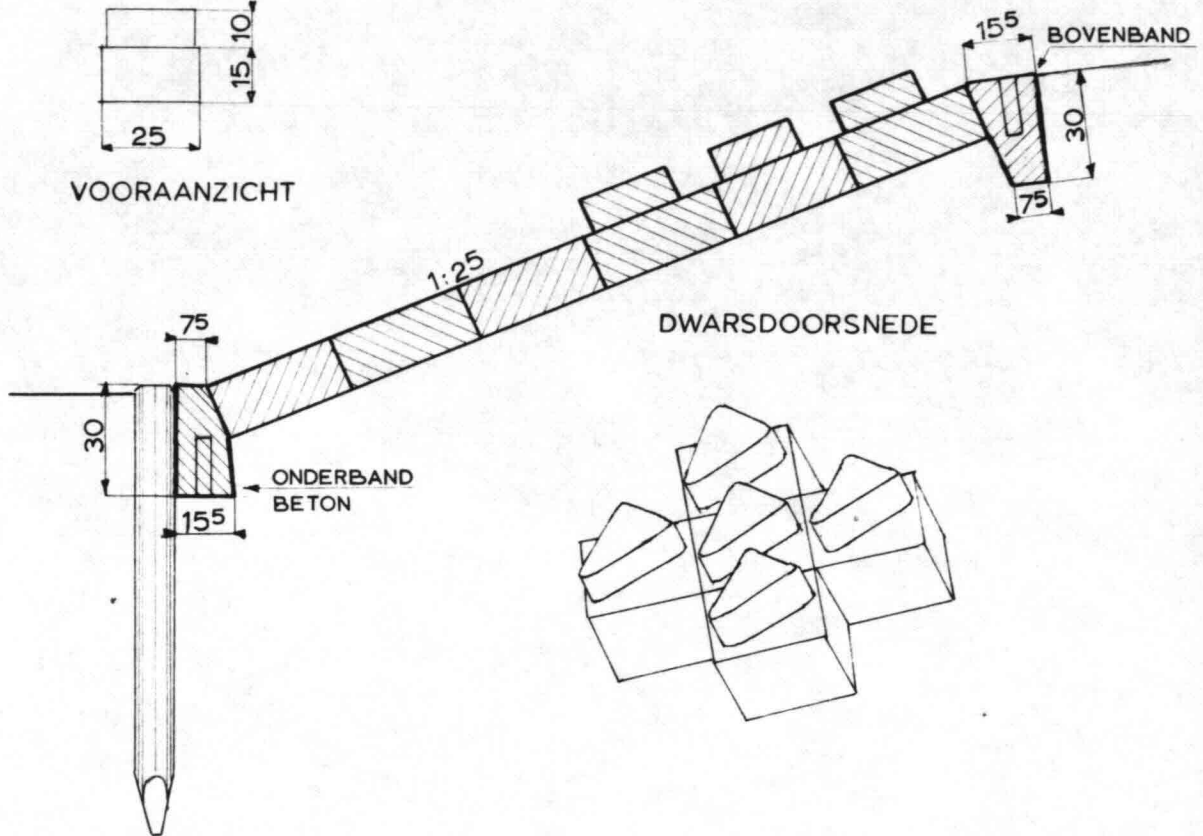 10
15
25
VOORAANZICHT
15⁵
BOVENBAND
30
7⁵
1:25
DWARSDOORSNEDE
7⁵
30
ONDERBAND
BETON
15⁵